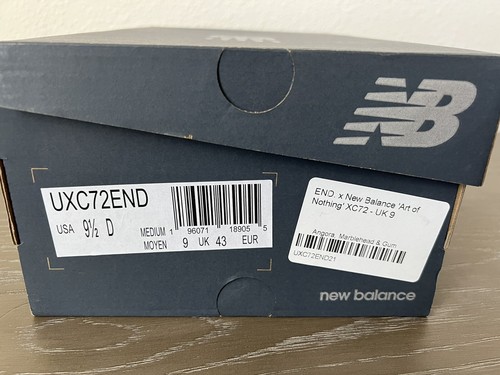 NB
UXC72END
USA 9½ D
MEDIUM 1 96071 18905 5
MOYEN 9 UK 43 EUR
END. x New Balance 'Art of
Nothing' XC72 - UK 9
Angora, Marblehead & Gum
UXC72END21
new balance